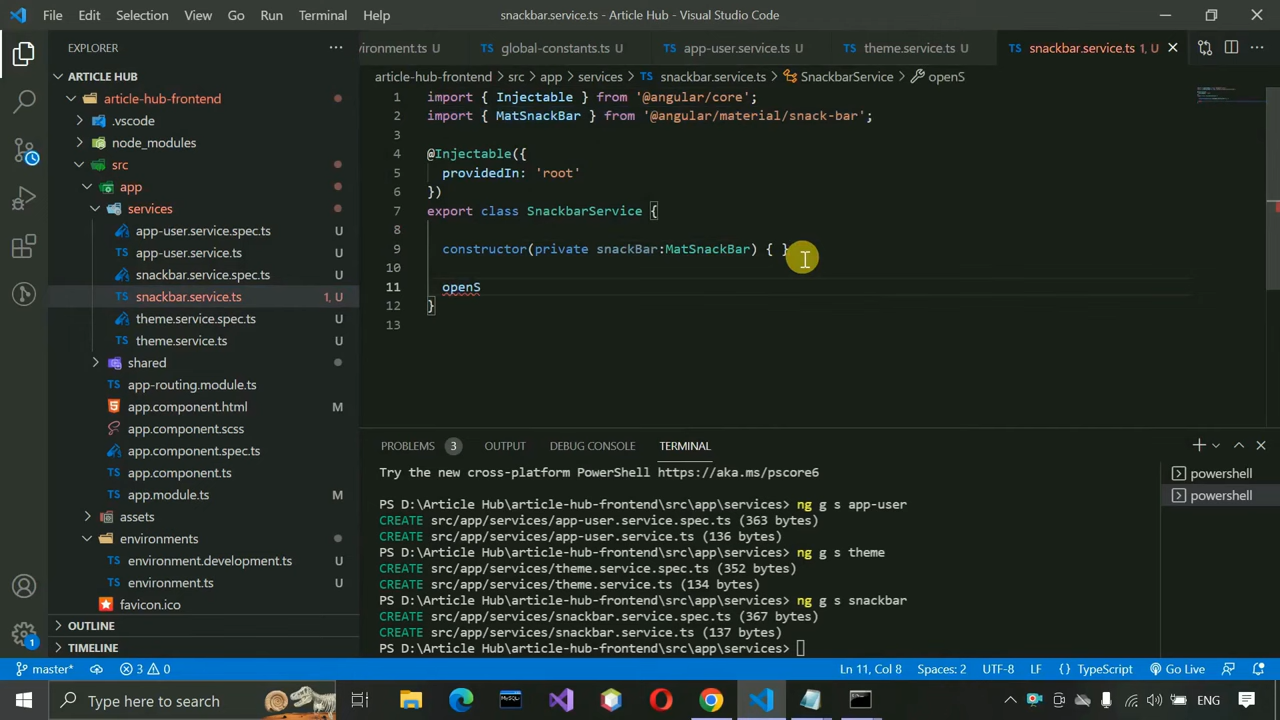 File Edit Selection View Go Run Terminal Help
snackbar.service.ts - Article Hub - Visual Studio Code
EXPLORER
ARTICLE HUB
article-hub-frontend
.vscode
node_modules
src
app
services
app-user.service.spec.ts U
app-user.service.ts U
snackbar.service.spec.ts U
snackbar.service.ts 1, U
theme.service.spec.ts U
theme.service.ts U
shared
app-routing.module.ts
app.component.html M
app.component.scss
app.component.spec.ts
app.component.ts
app.module.ts M
assets
environments
environment.development.ts U
environment.ts U
favicon.ico
OUTLINE
TIMELINE
vironment.ts U TS global-constants.ts U TS app-user.service.ts U TS theme.service.ts U TS snackbar.service.ts 1, U
article-hub-frontend > src > app > services > TS snackbar.service.ts > SnackbarService > openS
1 import { Injectable } from '@angular/core';
2 import { MatSnackBar } from '@angular/material/snack-bar';
3
4 @Injectable({
5 providedIn: 'root'
6 })
7 export class SnackbarService {
8
9 constructor(private snackBar:MatSnackBar) { }
10
11 openS
12 }
13
PROBLEMS 3 OUTPUT DEBUG CONSOLE TERMINAL
Try the new cross-platform PowerShell https://aka.ms/pscore6
PS D:\Article Hub\article-hub-frontend\src\app\services> ng g s app-user
CREATE src/app/services/app-user.service.spec.ts (363 bytes)
CREATE src/app/services/app-user.service.ts (136 bytes)
PS D:\Article Hub\article-hub-frontend\src\app\services> ng g s theme
CREATE src/app/services/theme.service.spec.ts (352 bytes)
CREATE src/app/services/theme.service.ts (134 bytes)
PS D:\Article Hub\article-hub-frontend\src\app\services> ng g s snackbar
CREATE src/app/services/snackbar.service.spec.ts (367 bytes)
CREATE src/app/services/snackbar.service.ts (137 bytes)
PS D:\Article Hub\article-hub-frontend\src\app\services>
powershell
powershell
master* 3 0 Ln 11, Col 8 Spaces: 2 UTF-8 LF {} TypeScript Go Live
Type here to search
ENG